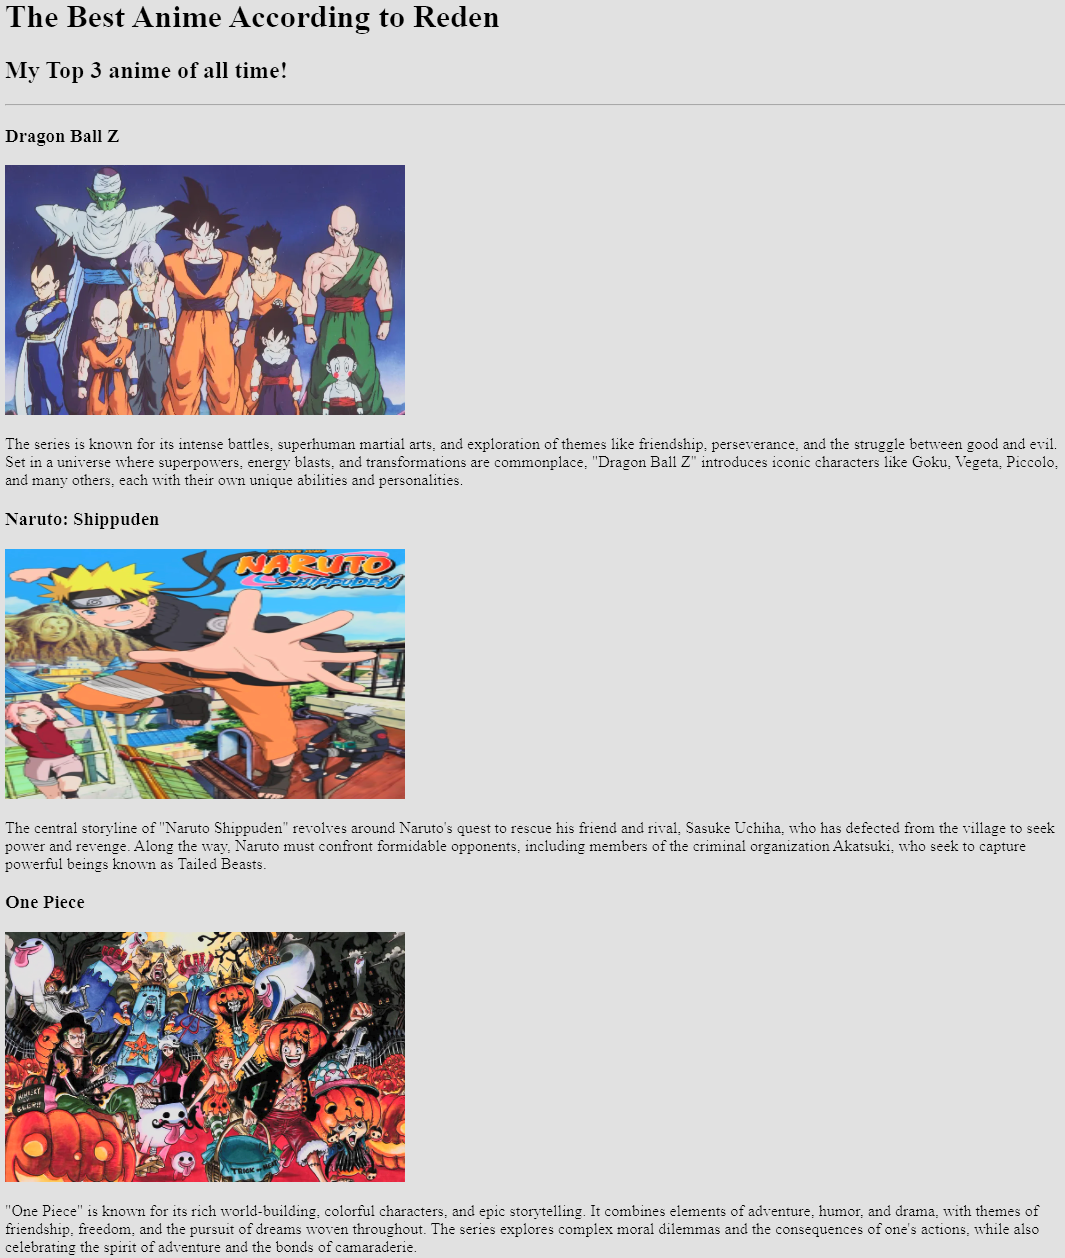 The Best Anime According to Reden
My Top 3 anime of all time!
Dragon Ball Z
The series is known for its intense battles, superhuman martial arts, and exploration of themes like friendship, perseverance, and the struggle between good and evil.
Set in a universe where superpowers, energy blasts, and transformations are commonplace, "Dragon Ball Z" introduces iconic characters like Goku, Vegeta, Piccolo,
and many others, each with their own unique abilities and personalities.
Naruto: Shippuden
NARUTO
SHIPPUDEN
The central storyline of "Naruto Shippuden" revolves around Naruto's quest to rescue his friend and rival, Sasuke Uchiha, who has defected from the village to seek
power and revenge. Along the way, Naruto must confront formidable opponents, including members of the criminal organization Akatsuki, who seek to capture
powerful beings known as Tailed Beasts.
One Piece
"One Piece" is known for its rich world-building, colorful characters, and epic storytelling. It combines elements of adventure, humor, and drama, with themes of
friendship, freedom, and the pursuit of dreams woven throughout. The series explores complex moral dilemmas and the consequences of one's actions, while also
celebrating the spirit of adventure and the bonds of camaraderie.